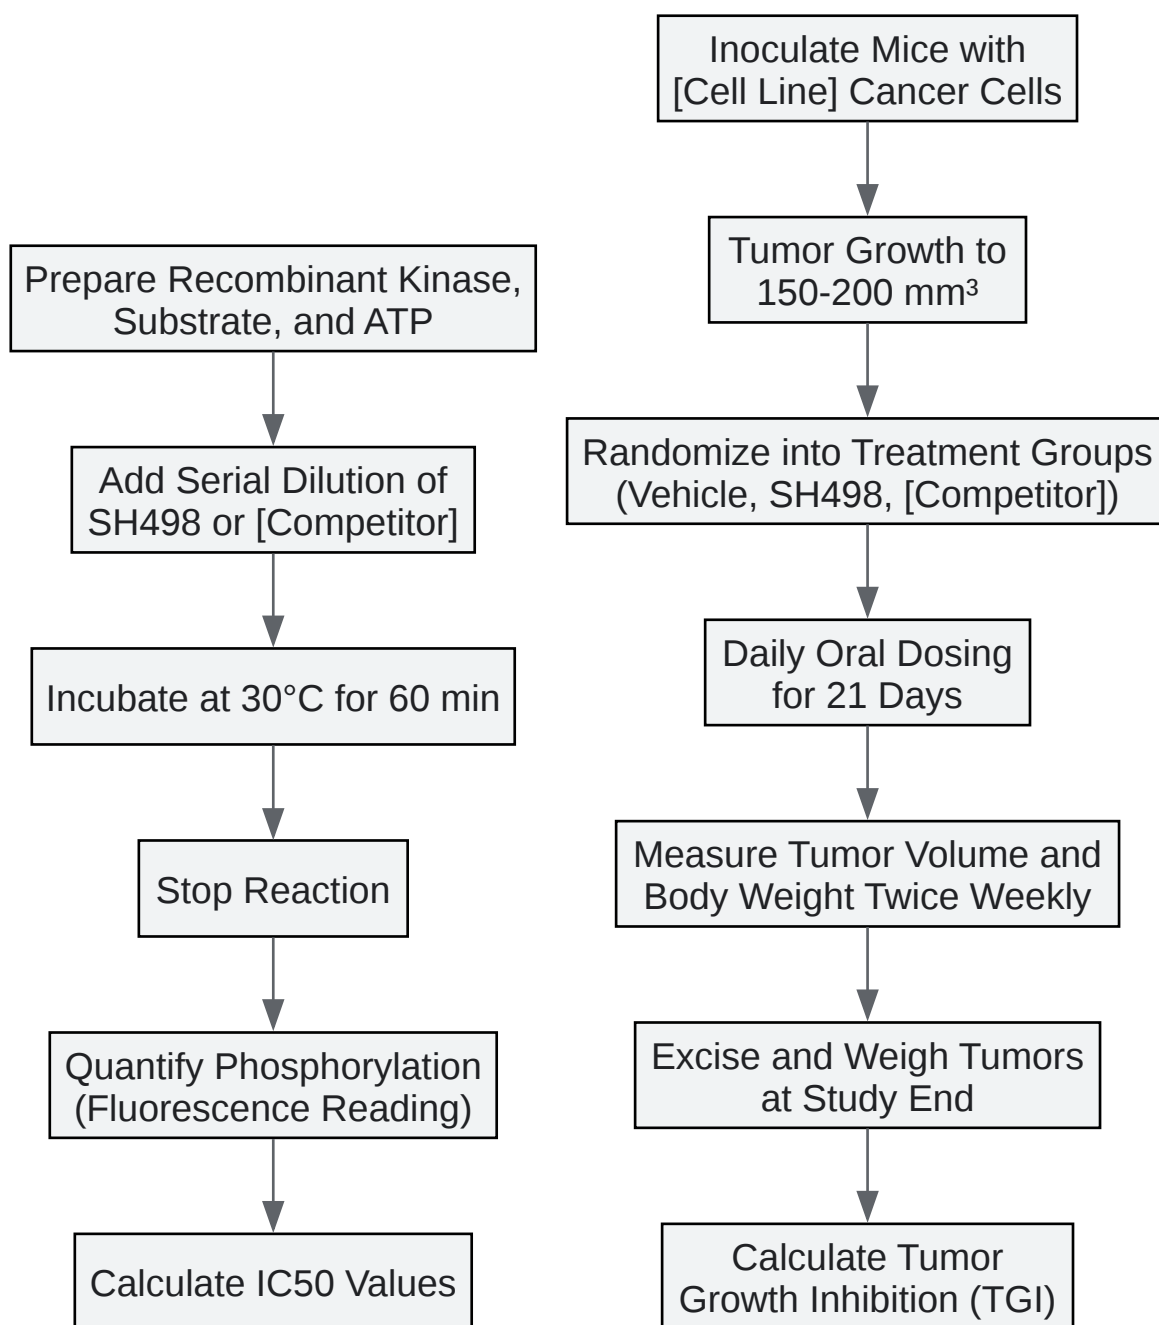 Prepare Recombinant Kinase,
Substrate, and ATP
Add Serial Dilution of
SH498 or [Competitor]
Incubate at 30°C for 60 min
Stop Reaction
Quantify Phosphorylation
(Fluorescence Reading)
Calculate IC50 Values
Inoculate Mice with
[Cell Line] Cancer Cells
Tumor Growth to
150-200 mm³
Randomize into Treatment Groups
(Vehicle, SH498, [Competitor])
Daily Oral Dosing
for 21 Days
Measure Tumor Volume and
Body Weight Twice Weekly
Excise and Weigh Tumors
at Study End
Calculate Tumor
Growth Inhibition (TGI)